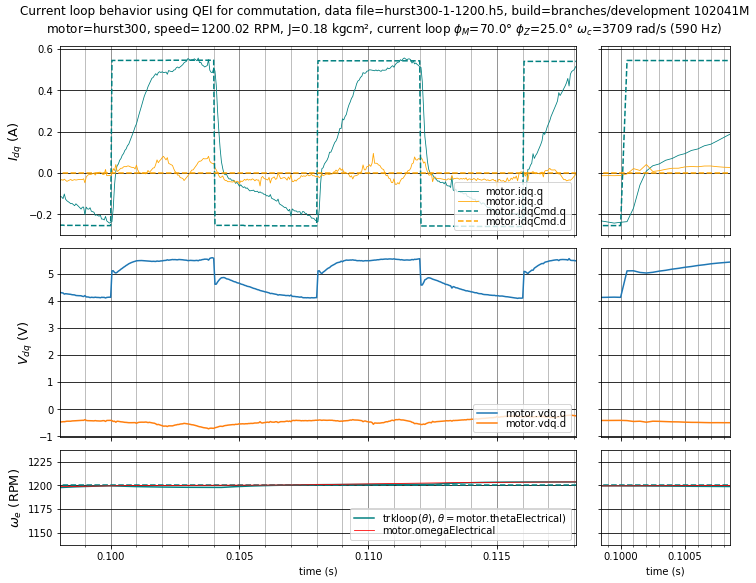 Current loop behavior using QEI for commutation, data file=hurst300-1-1200.h5, build=branches/development 102041M
motor=hurst300, speed=1200.02 RPM, J=0.18 kgcm², current loop ϕM=70.0° ϕZ=25.0° ωc=3709 rad/s (590 Hz)
Idq (A)
0.6
0.4
0.2
0.0
−0.2
motor.idq.q
motor.idq.d
motor.idqCmd.q
motor.idqCmd.d
Vdq (V)
5
4
3
2
1
0
−1
motor.vdq.q
motor.vdq.d
ωe (RPM)
1225
1200
1175
1150
trkloop(θ), θ = motor.thetaElectrical)
motor.omegaElectrical
0.100
0.105
0.110
0.115
time (s)
0.1000
0.1005
time (s)